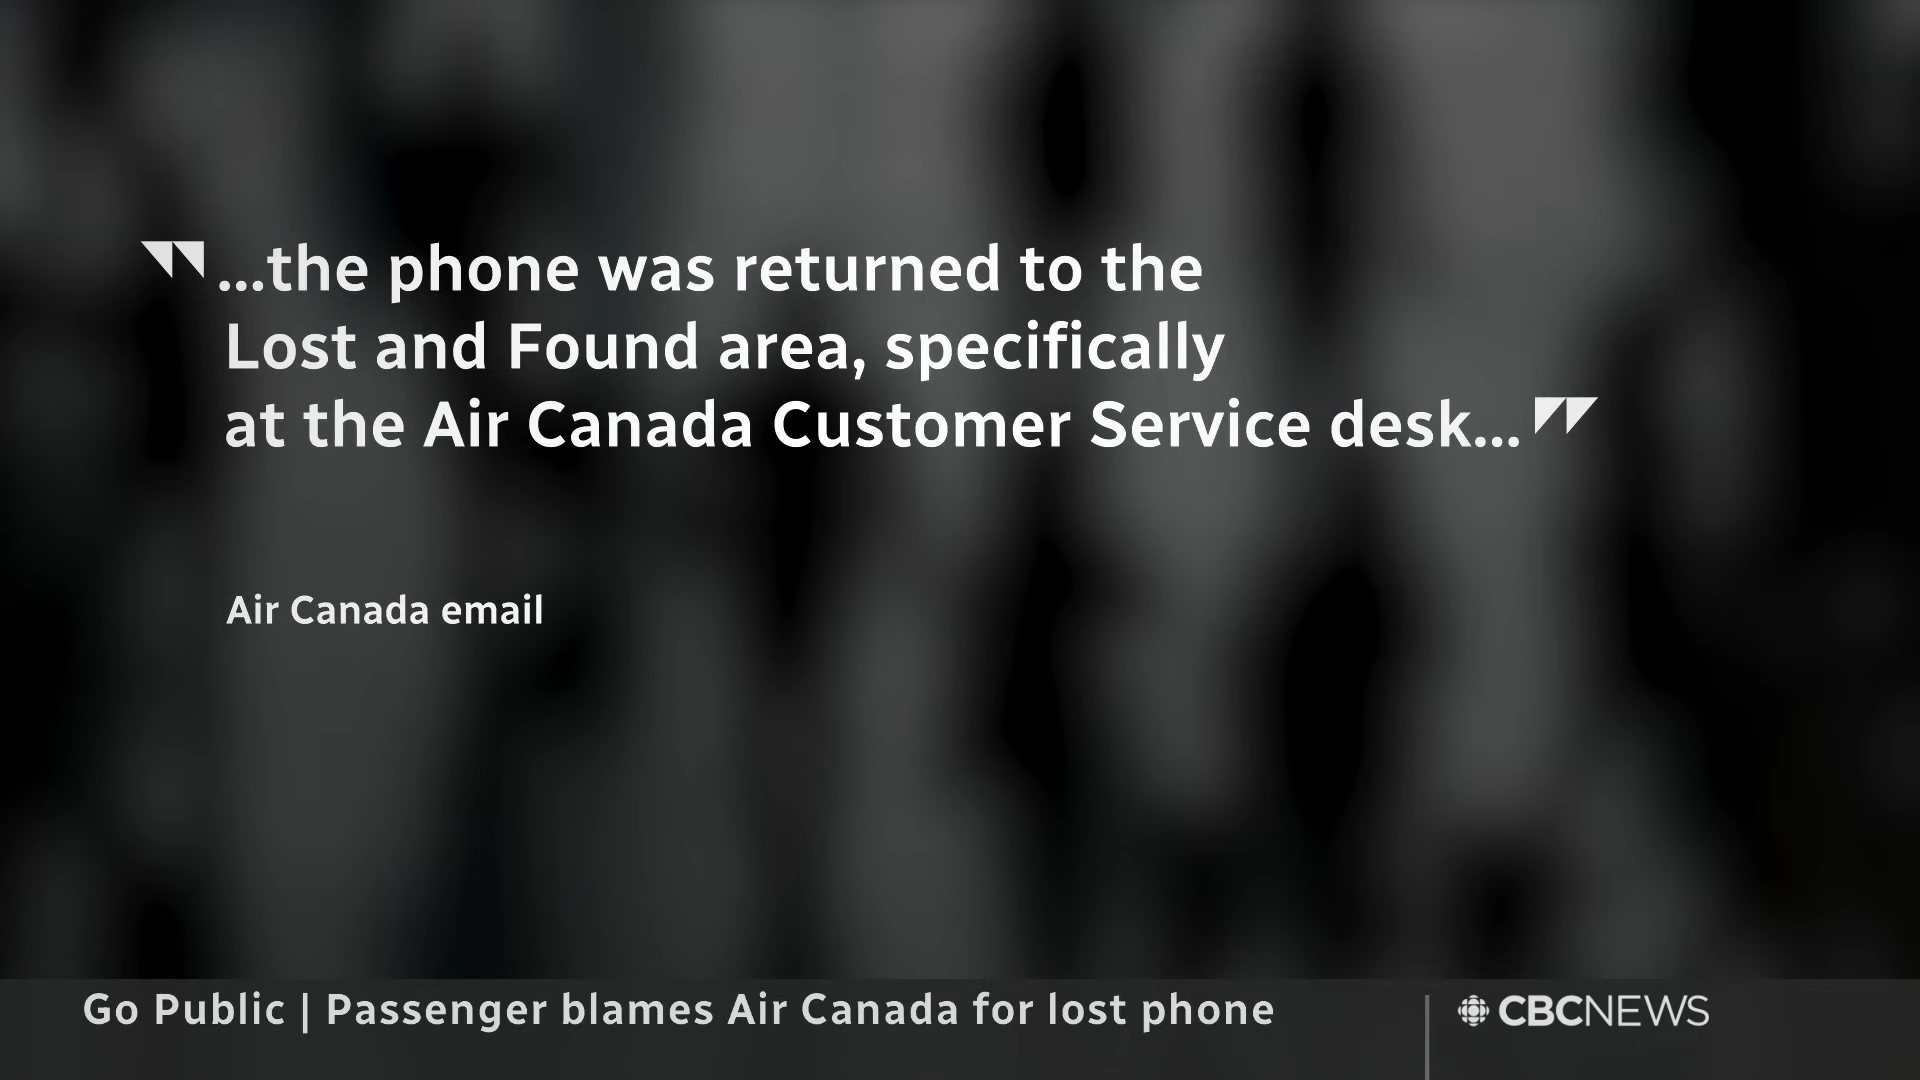 "...the phone was returned to the
Lost and Found area, specifically
at the Air Canada Customer Service desk..."
Air Canada email
Go Public | Passenger blames Air Canada for lost phone
CBCNEWS